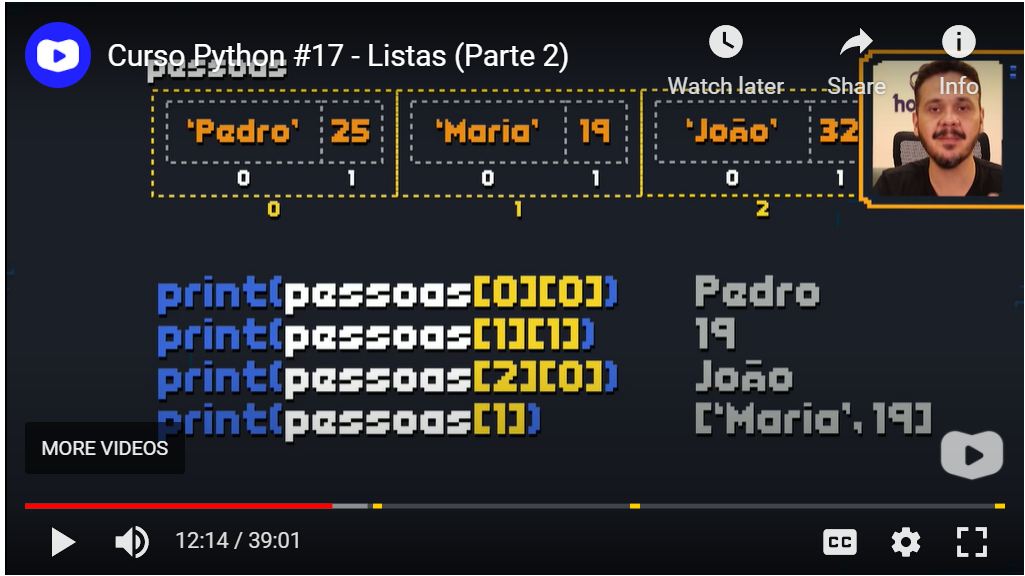 Curso Python #17 - Listas (Parte 2)
Watch later
Share
Info
pessoas
'Pedro' 25 'Maria' 19 'João' 32
0 1 0 1 0 1
0 1 2
print(pessoas[0][0]) Pedro
print(pessoas[1][1]) 19
print(pessoas[2][0]) João
print(pessoas[1]) ['Maria', 19]
MORE VIDEOS
12:14 / 39:01
CC